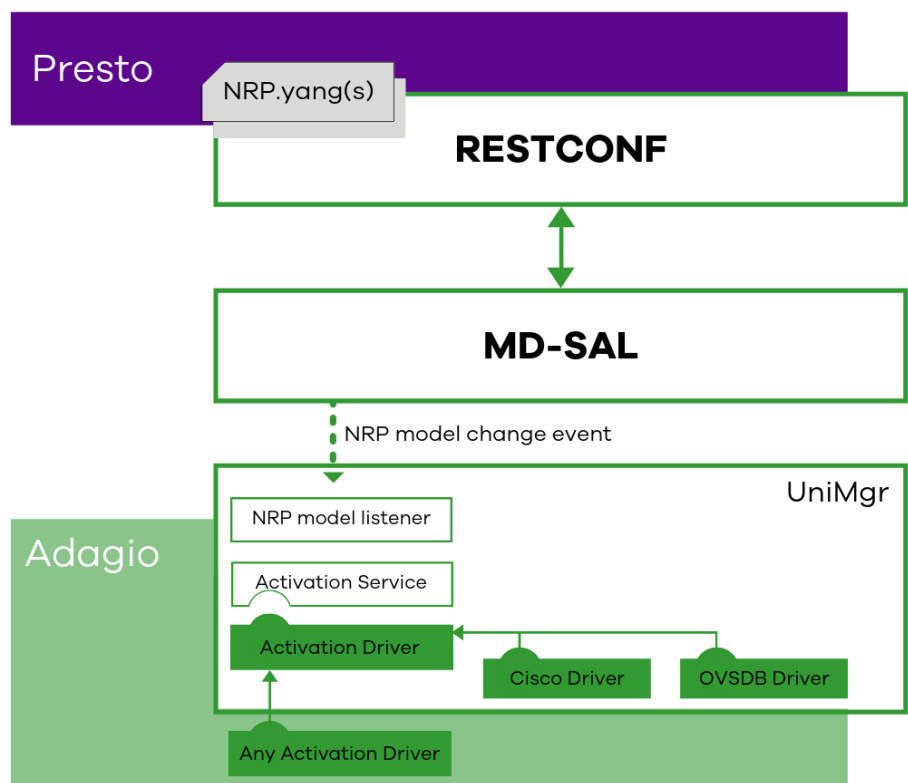 Presto
NRP.yang(s)
RESTCONF
MD-SAL
NRP model change event
UniMgr
NRP model listener
Adagio
Activation Service
Activation Driver
Cisco Driver
OVSDB Driver
Any Activation Driver